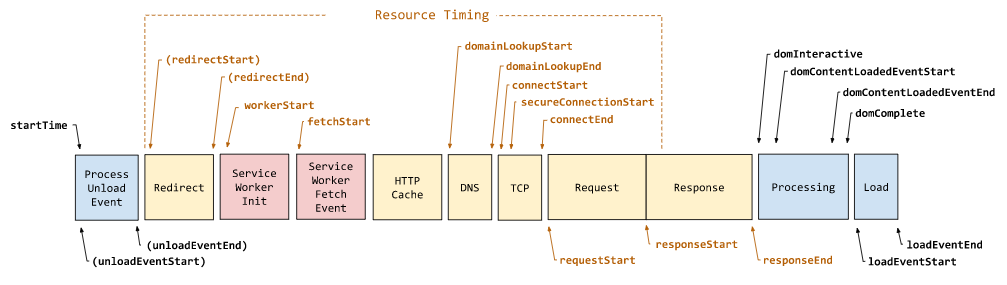 Resource Timing
domainLookupStart
domInteractive
(redirectStart)
domainLookupEnd
domContentLoadedEventStart
(redirectEnd)
connectStart
domContentLoadedEventEnd
workerStart
secureConnectionStart
domComplete
fetchStart
connectEnd
startTime
Process
Unload
Event
Redirect
Service
Worker
Init
Service
Worker
Fetch
Event
HTTP
Cache
DNS
TCP
Request
Response
Processing
Load
(unloadEventEnd)
responseStart
loadEventEnd
(unloadEventStart)
requestStart
responseEnd
loadEventStart